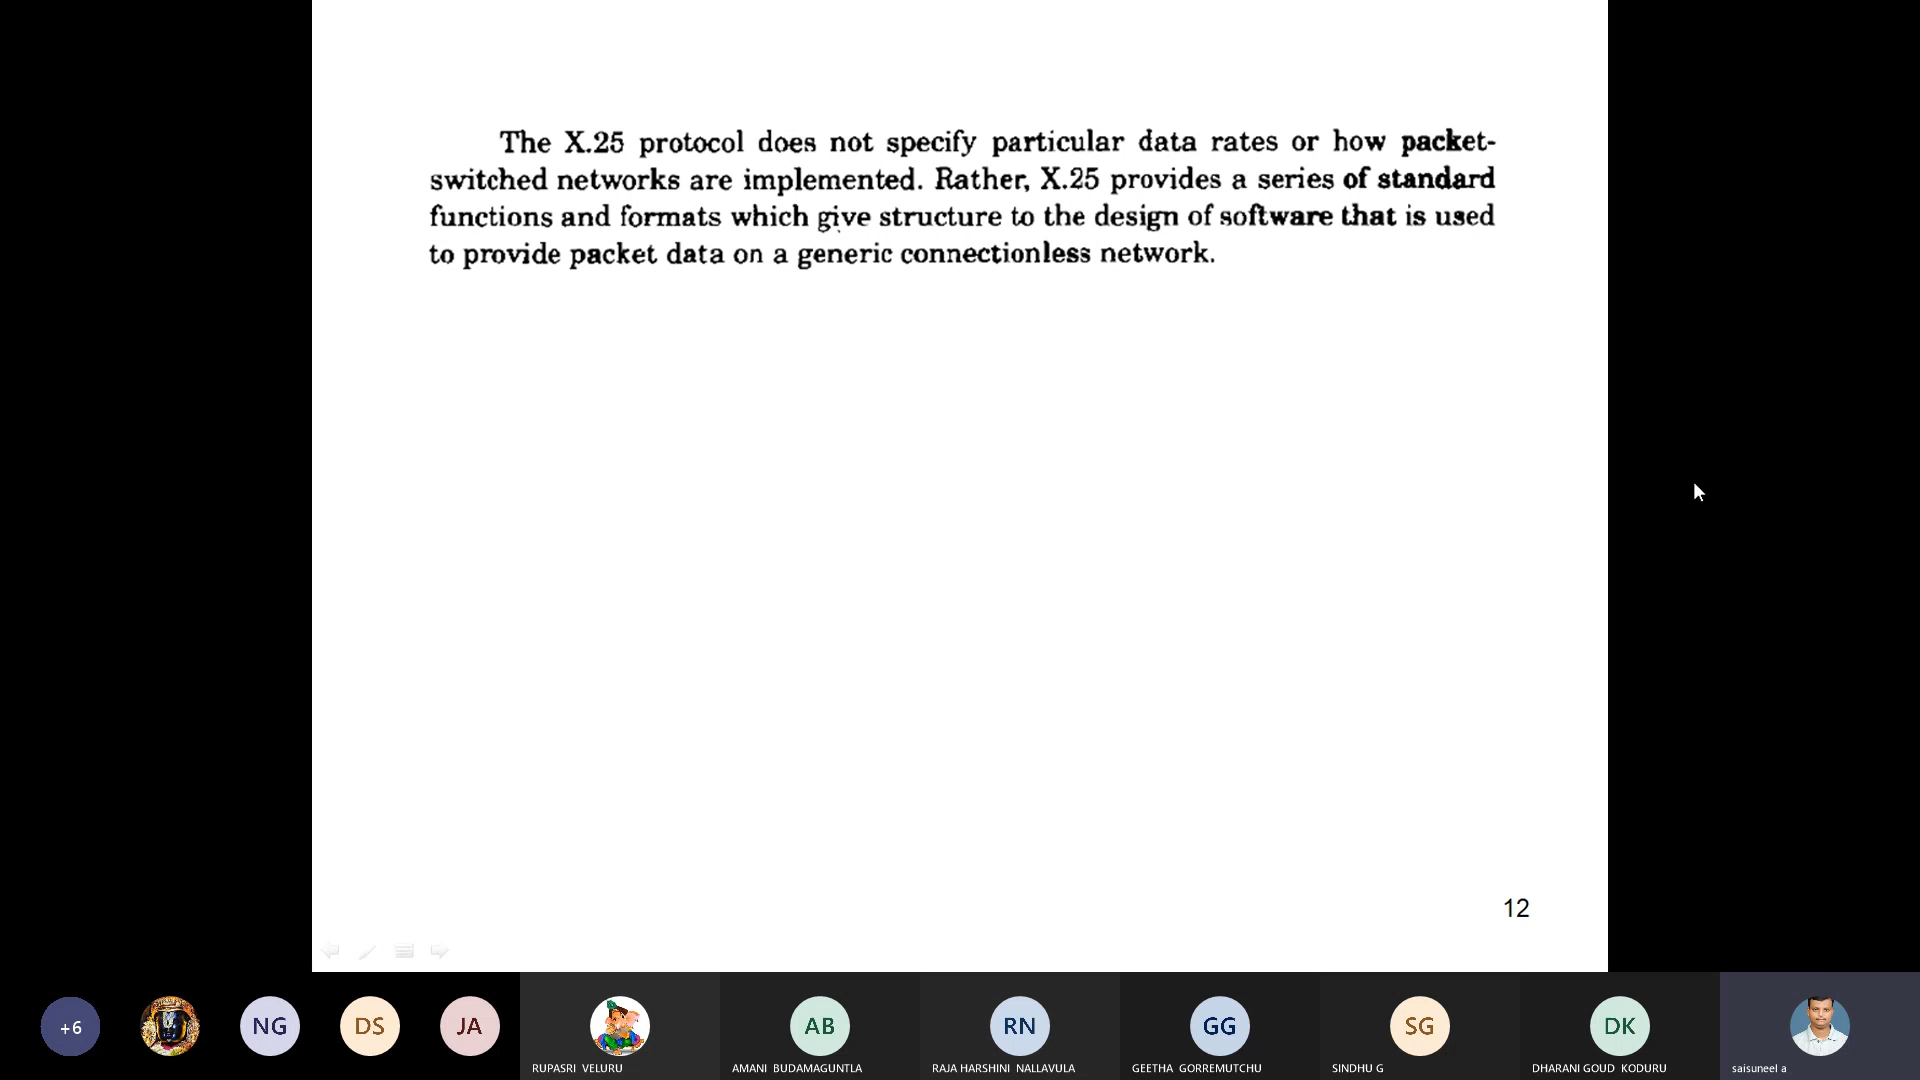 The X.25 protocol does not specify particular data rates or how packet-
switched networks are implemented. Rather, X.25 provides a series of standard
functions and formats which give structure to the design of software that is used
to provide packet data on a generic connectionless network.
12
+6
NG
DS
JA
RUPASRI VELURU
AB
AMANI BUDAMAGUNTLA
RN
RAJA HARSHINI NALLAVULA
GG
GEETHA GORREMUTCHU
SG
SINDHU G
DK
DHARANI GOUD KODURU
saisuneel a